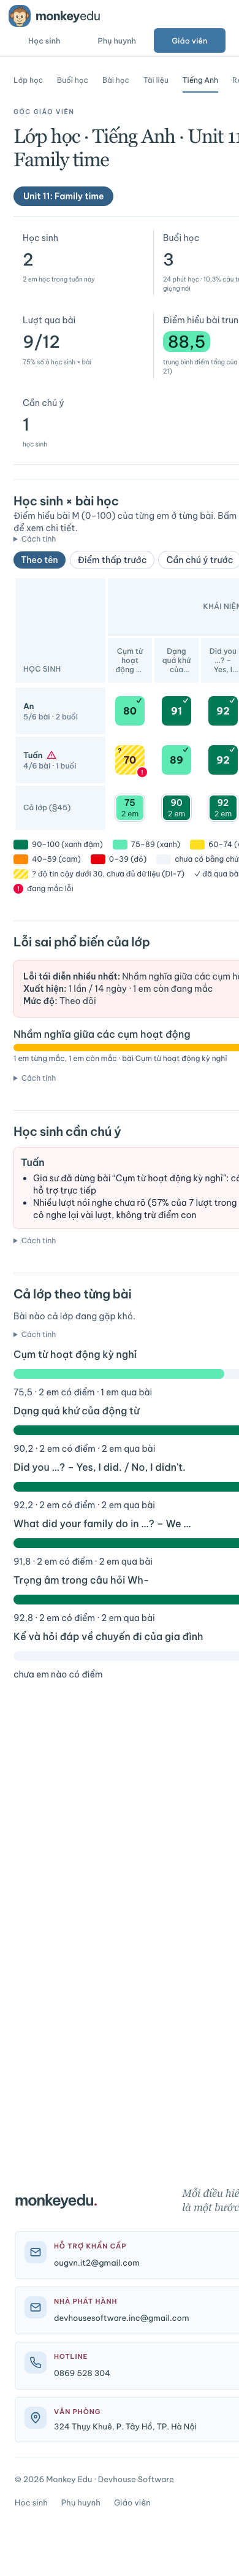 monkeyedu
Học sinh Phụ huynh Giáo viên
Lớp học Buổi học Bài học Tài liệu Tiếng Anh
GÓC GIÁO VIÊN
Lớp học · Tiếng Anh · Unit 11
Family time
Unit 11: Family time
Học sinh
2
2 em học trong tuần này
Buổi học
3
24 phút học · 10,3% câu
giọng nói
Lượt qua bài
9/12
75% số ô học sinh × bài
Điểm hiểu bài
88,5
trung bình điểm tổng của
21)
Cần chú ý
1
học sinh
Học sinh × bài học
Điểm hiểu bài M (0–100) của từng em ở từng bài. Bấm
để xem chi tiết.
▶ Cách tính
Theo tên Điểm thấp trước Cần chú ý trước
HỌC SINH
KHÁI
Cụm từ
hoạt
động ...
Dạng
quá khứ
của...
Did you
...? –
Yes, I...
An
5/6 bài · 2 buổi
80 ✓ 91 ✓ 92 ✓
Tuấn ⚠
4/6 bài · 1 buổi
? 70 ! 89 ✓ 92 ✓
Cả lớp (§45)
75
2 em
90
2 em
92
2 em
90–100 (xanh đậm) 75–89 (xanh) 60–74
40–59 (cam) 0–39 (đỏ) chưa có bằng
? độ tin cậy dưới 30, chưa đủ dữ liệu (DI-7) ✓ đã qua
! đang mắc lỗi
Lỗi sai phổ biến của lớp
Lỗi tái diễn nhiều nhất: Nhầm nghĩa giữa các cụm
Xuất hiện: 1 lần / 14 ngày · 1 em còn đang mắc
Mức độ: Theo dõi
Nhầm nghĩa giữa các cụm hoạt động
1 em từng mắc, 1 em còn mắc · bài Cụm từ hoạt động kỳ nghỉ
▶ Cách tính
Học sinh cần chú ý
Tuấn
• Gia sư đã dừng bài “Cụm từ hoạt động kỳ nghỉ”:
hỗ trợ trực tiếp
• Nhiều lượt nói nghe chưa rõ (57% của 7 lượt trong
cô nghe lại vài lượt, không trừ điểm con
▶ Cách tính
Cả lớp theo từng bài
Bài nào cả lớp đang gặp khó.
▶ Cách tính
Cụm từ hoạt động kỳ nghỉ
75,5 · 2 em có điểm · 1 em qua bài
Dạng quá khứ của động từ
90,2 · 2 em có điểm · 2 em qua bài
Did you ...? – Yes, I did. / No, I didn't.
92,2 · 2 em có điểm · 2 em qua bài
What did your family do in ...? – We ...
91,8 · 2 em có điểm · 2 em qua bài
Trọng âm trong câu hỏi Wh-
92,8 · 2 em có điểm · 2 em qua bài
Kể và hỏi đáp về chuyến đi của gia đình
chưa em nào có điểm
monkeyedu.
Mỗi điều
là một bước
HỖ TRỢ KHẨN CẤP
ougvn.it2@gmail.com
NHÀ PHÁT HÀNH
devhousesoftware.inc@gmail.com
HOTLINE
0869 528 304
VĂN PHÒNG
324 Thụy Khuê, P. Tây Hồ, TP. Hà Nội
© 2026 Monkey Edu · Devhouse Software
Học sinh Phụ huynh Giáo viên